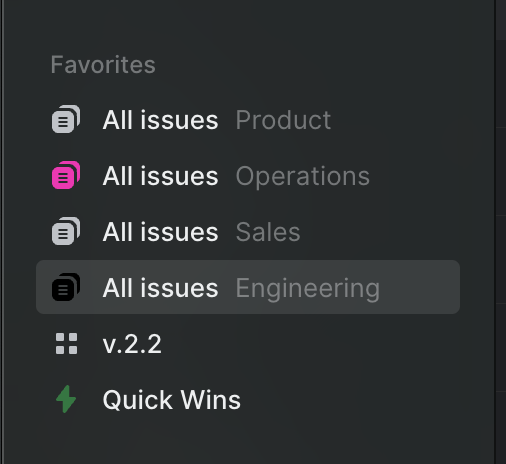 Favorites
All issues Product
All issues Operations
All issues Sales
All issues Engineering
v.2.2
Quick Wins